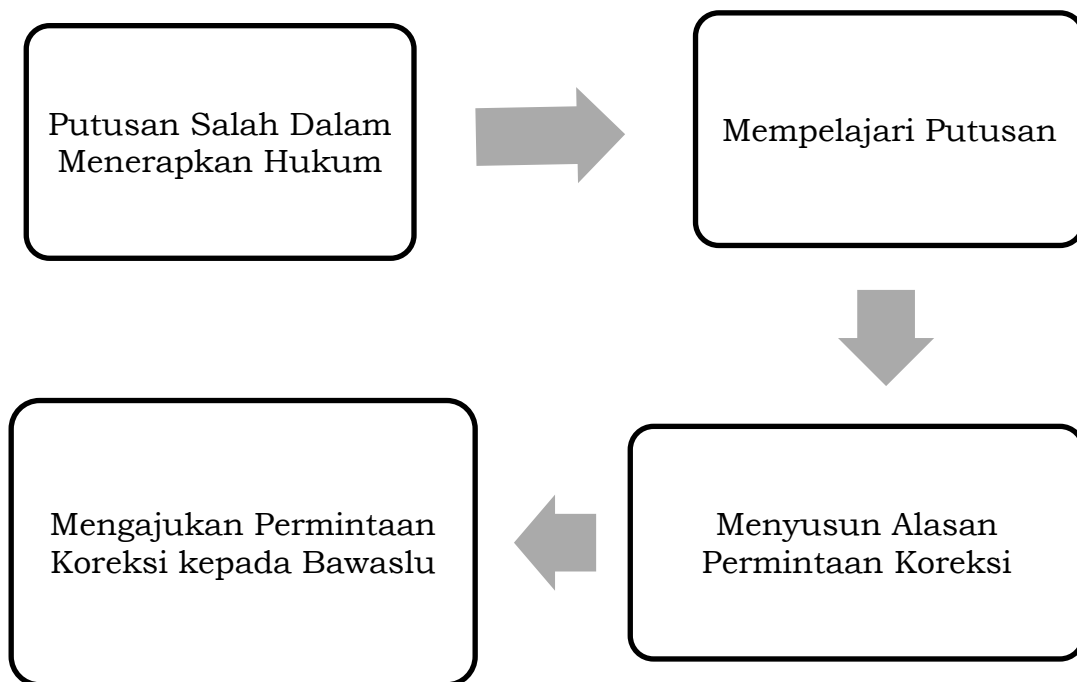 Putusan Salah Dalam
Menerapkan Hukum
Mempelajari Putusan
Menyusun Alasan
Permintaan Koreksi
Mengajukan Permintaan
Koreksi kepada Bawaslu